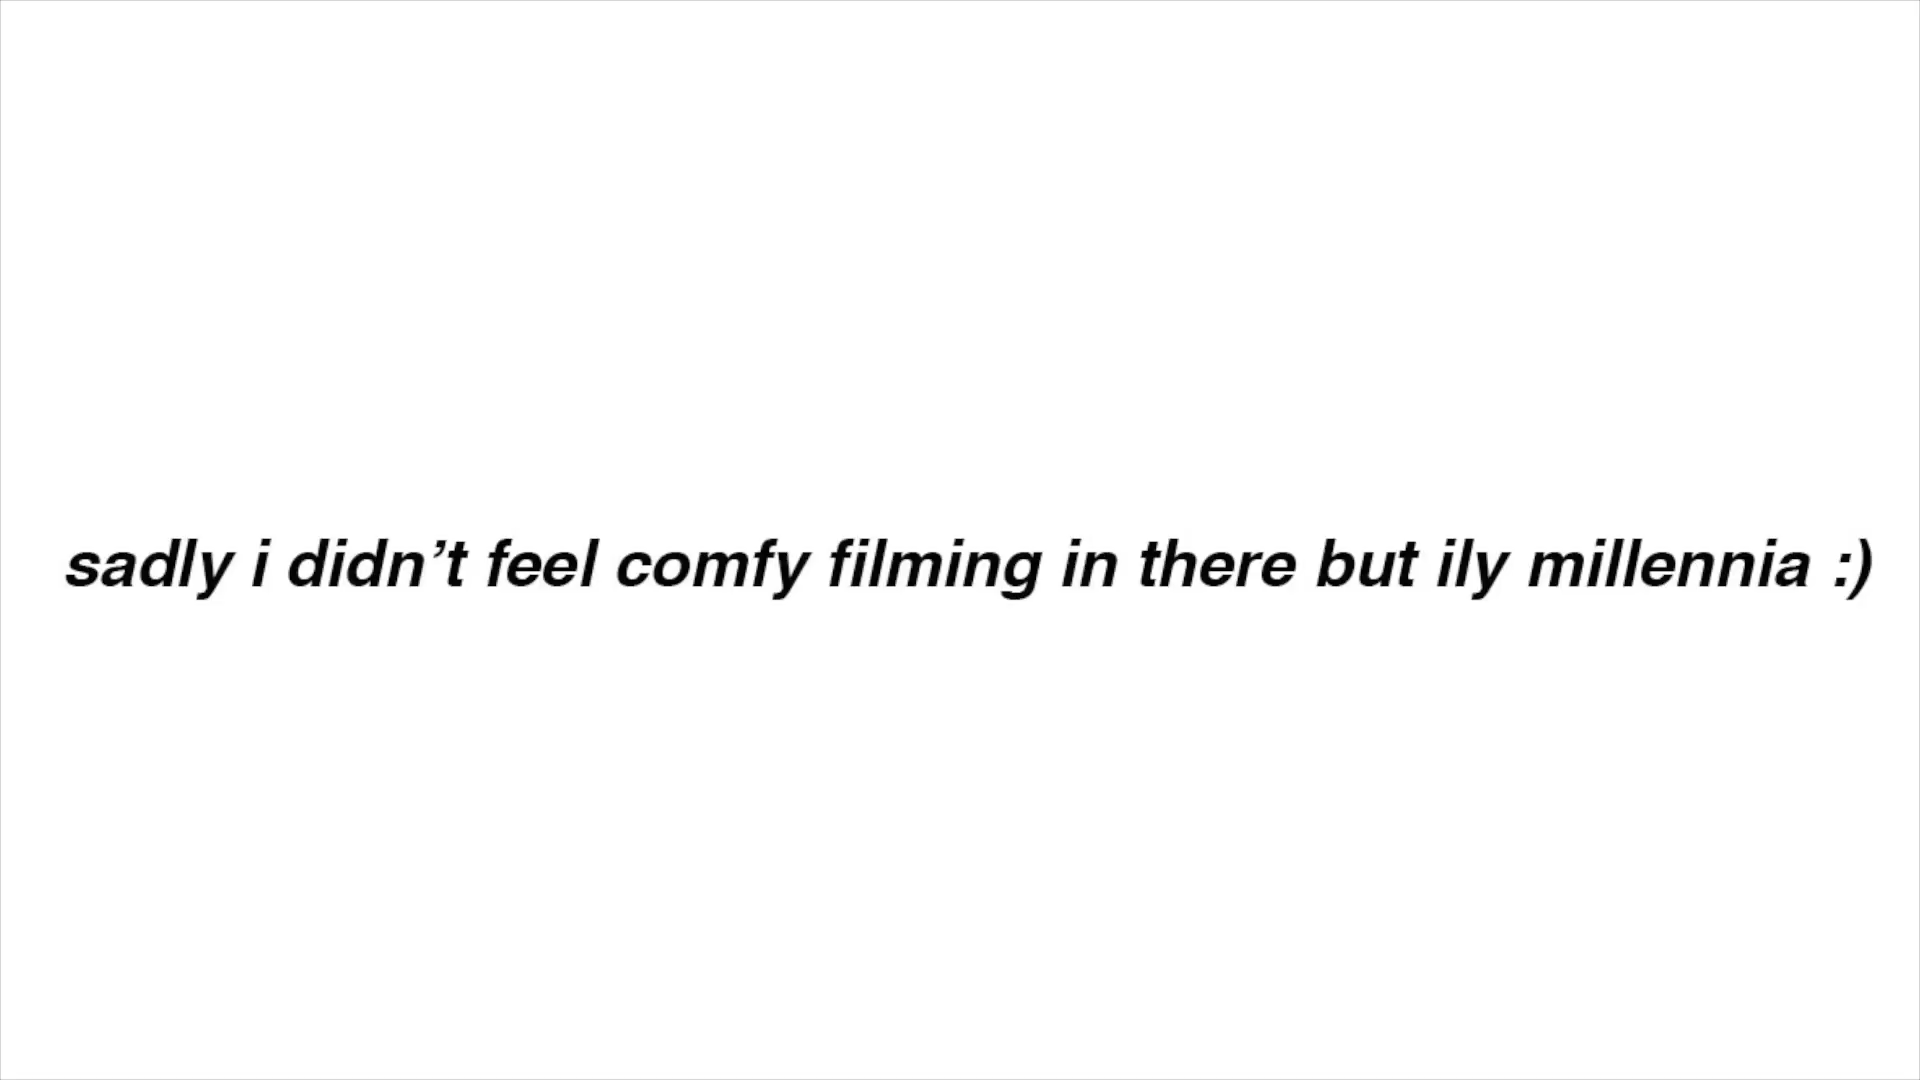 sadly i didn’t feel comfy filming in there but ily millennia :)